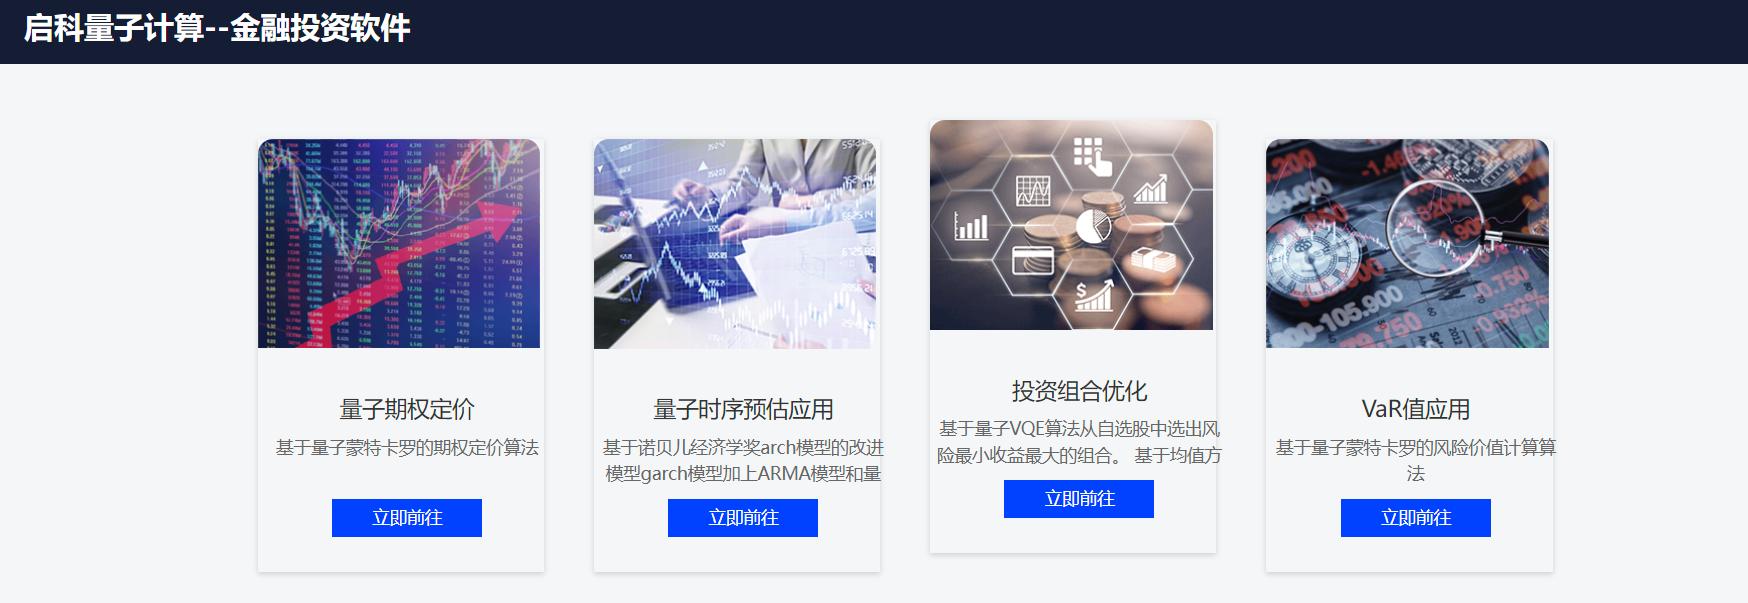 启科量子计算--金融投资软件
量子期权定价
基于量子蒙特卡罗的期权定价算法
立即前往
量子时序预估应用
基于诺贝儿经济学奖arch模型的改进
模型garch模型加上ARMA模型和量
立即前往
投资组合优化
基于量子VQE算法从自选股中选出风
险最小收益最大的组合。 基于均值方
立即前往
VaR值应用
基于量子蒙特卡罗的风险价值计算算
法
立即前往